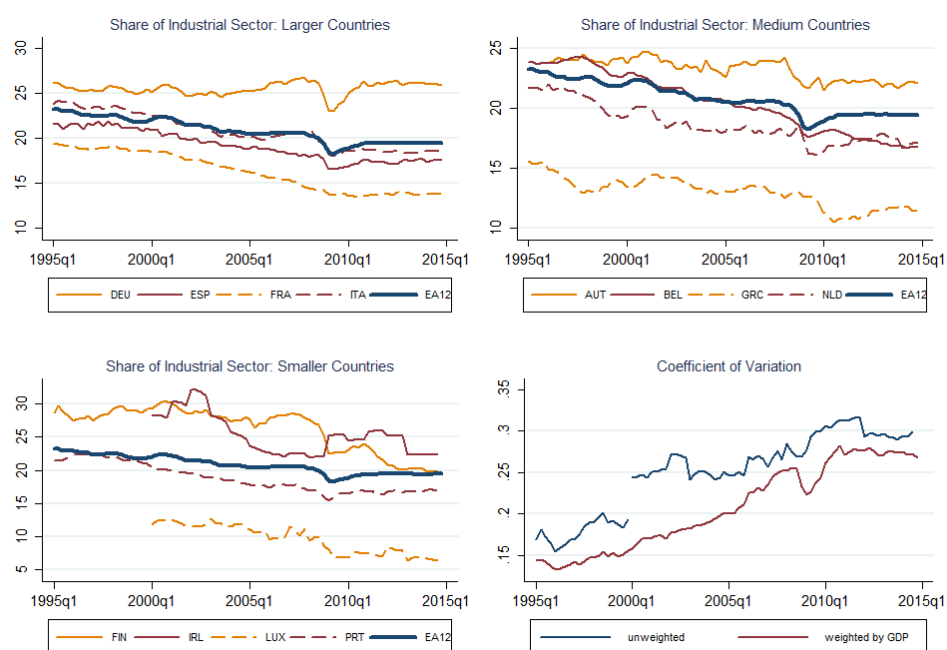 Share of Industrial Sector: Larger Countries
30
25
20
15
10
1995q1 2000q1 2005q1 2010q1 2015q1
DEU ESP FRA ITA EA12
Share of Industrial Sector: Medium Countries
25
20
15
10
1995q1 2000q1 2005q1 2010q1 2015q1
AUT BEL GRC NLD EA12
Share of Industrial Sector: Smaller Countries
30
25
20
15
10
5
1995q1 2000q1 2005q1 2010q1 2015q1
FIN IRL LUX PRT EA12
Coefficient of Variation
.35
.3
.25
.2
.15
1995q1 2000q1 2005q1 2010q1 2015q1
unweighted weighted by GDP